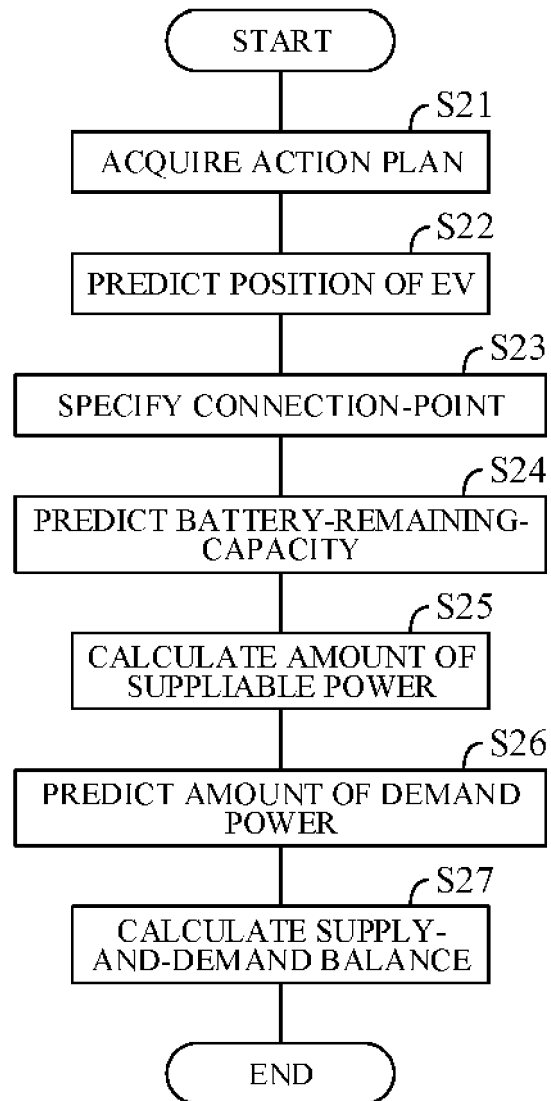 START
S21
ACQUIRE ACTION PLAN
S22
PREDICT POSITION OF EV
S23
SPECIFY CONNECTION-POINT
S24
PREDICT BATTERY-REMAINING-
CAPACITY
S25
CALCULATE AMOUNT OF
SUPPLIABLE POWER
S26
PREDICT AMOUNT OF DEMAND
POWER
S27
CALCULATE SUPPLY-
AND-DEMAND BALANCE
END